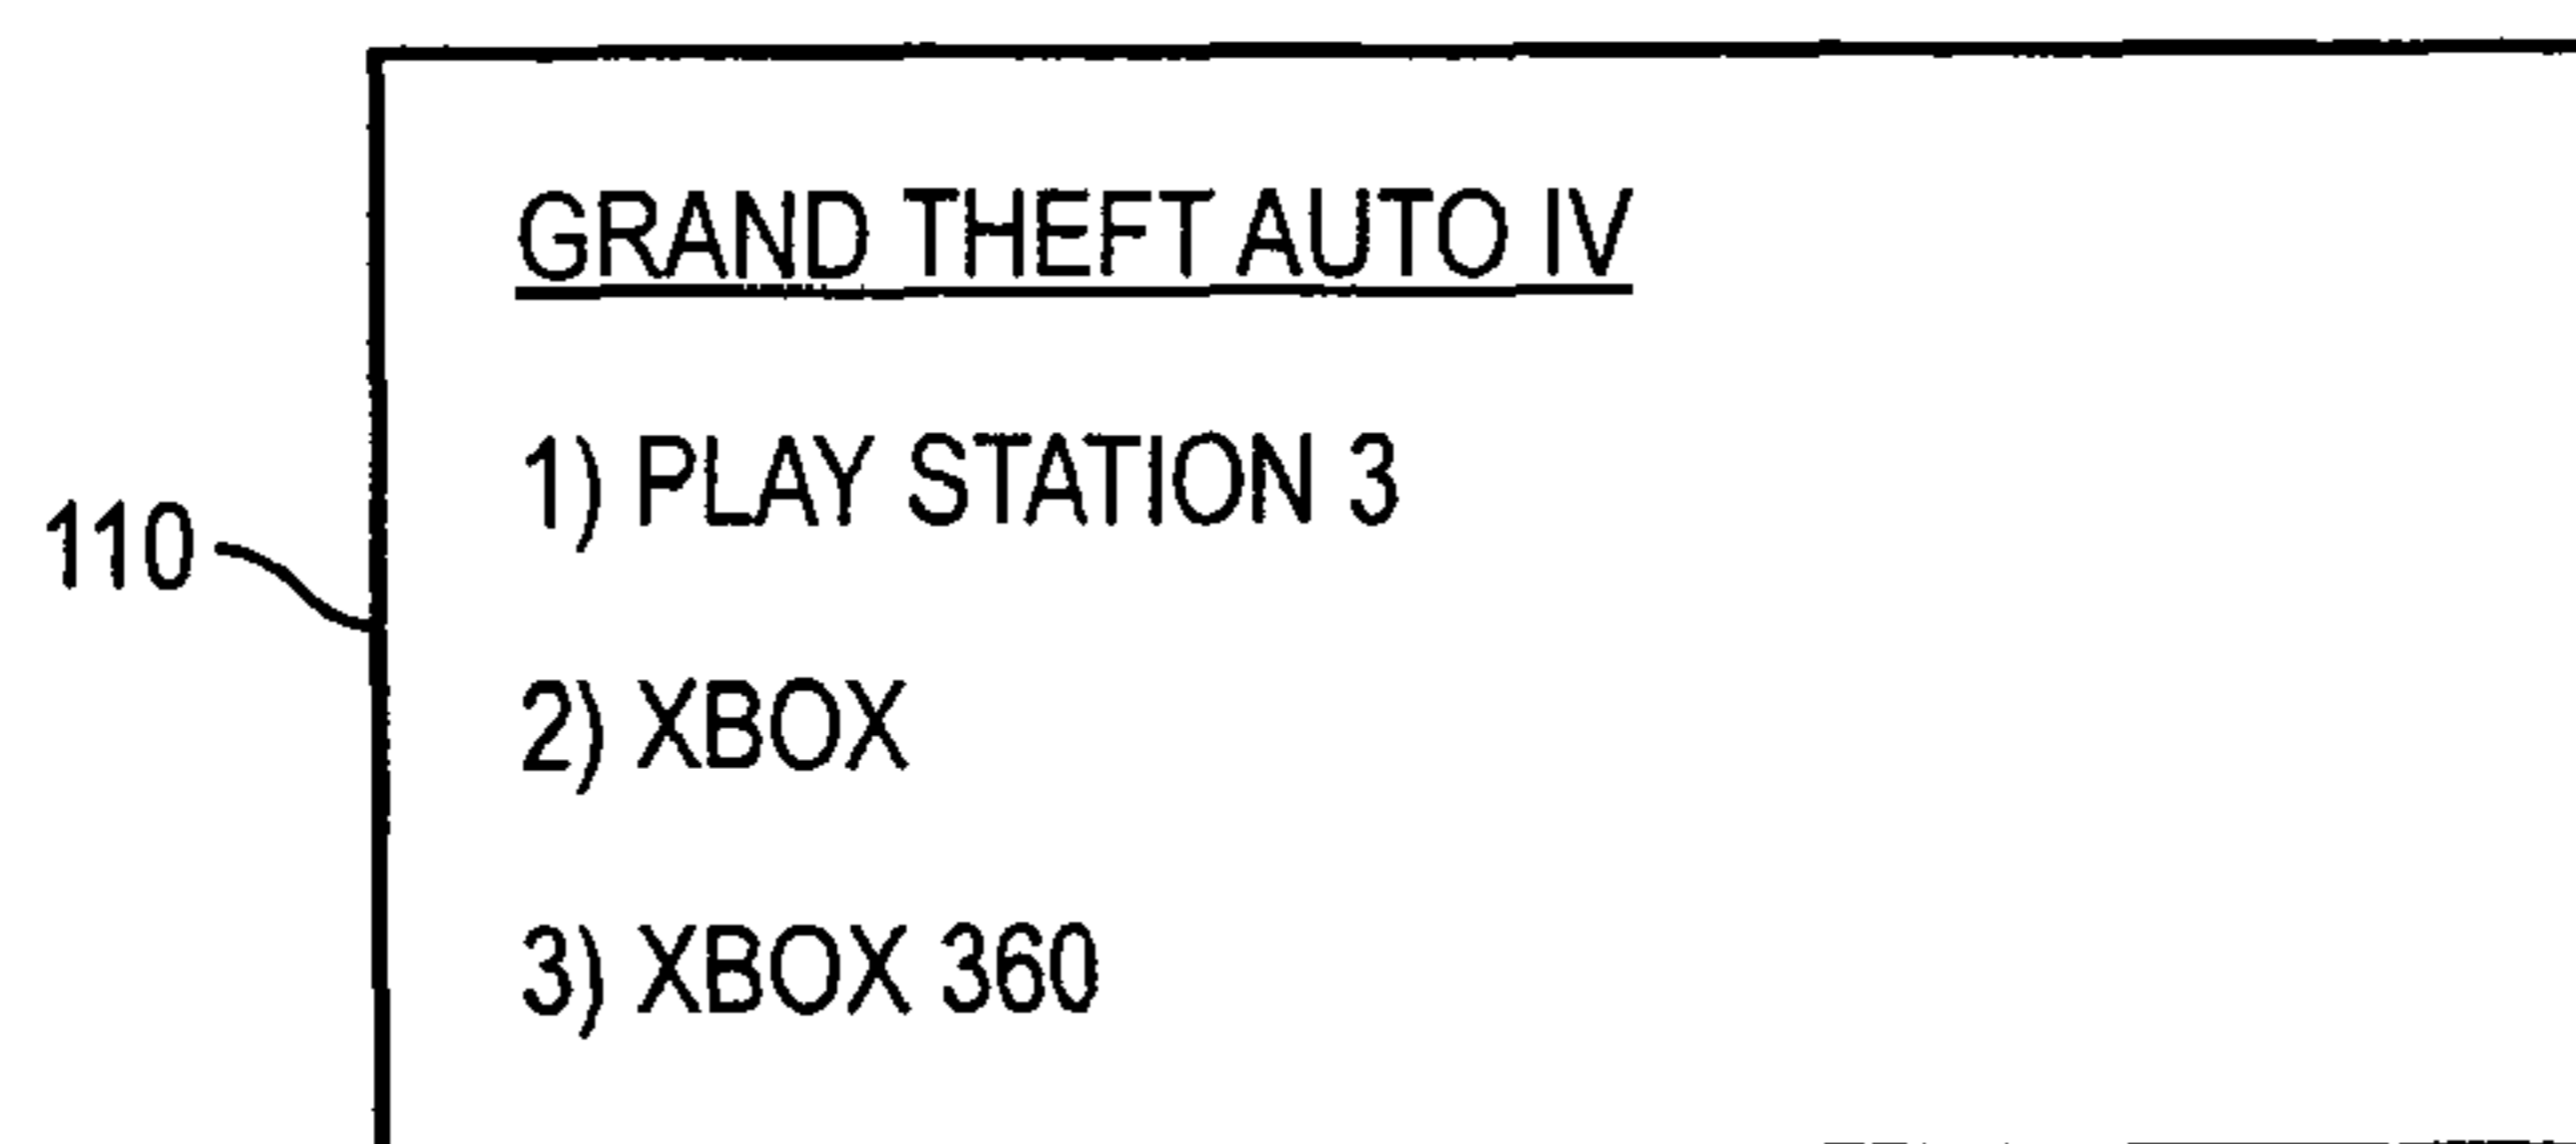 GRAND THEFT AUTO IV
1) PLAY STATION 3
110
2) XBOX
3) XBOX 360